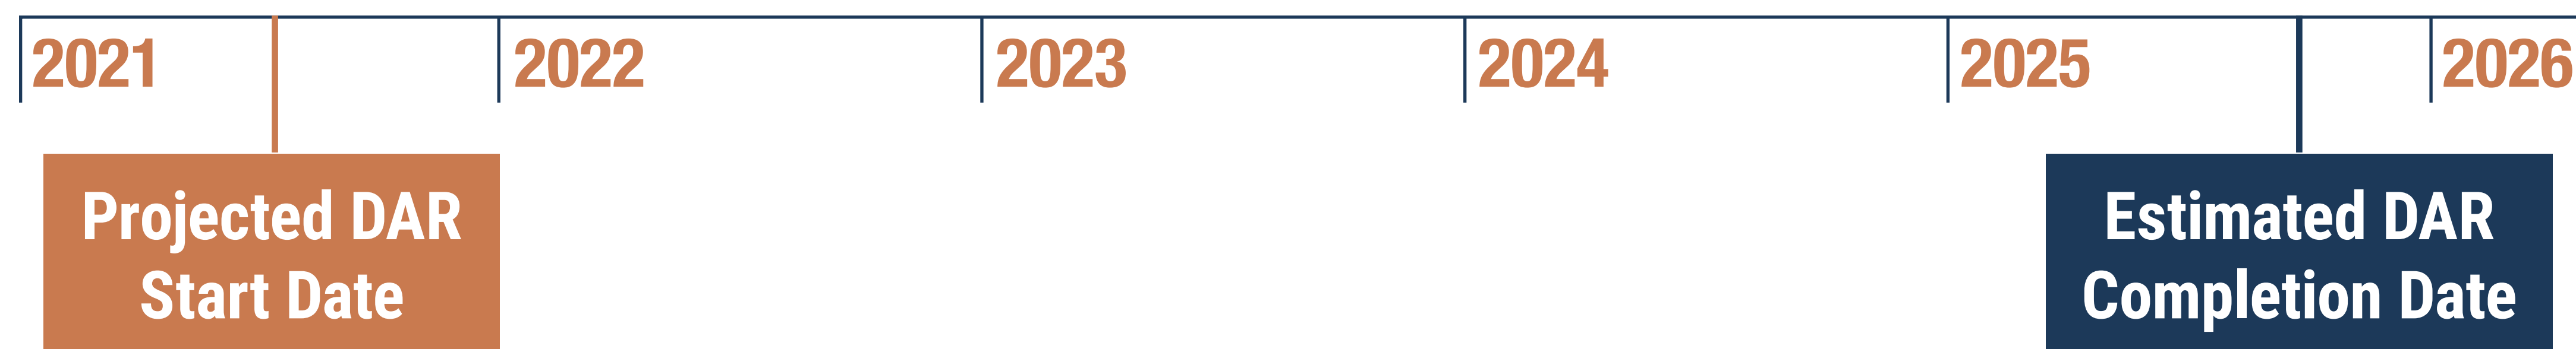 2021 2022 2023 2024 2025 2026
Projected DAR
Start Date
Estimated DAR
Completion Date